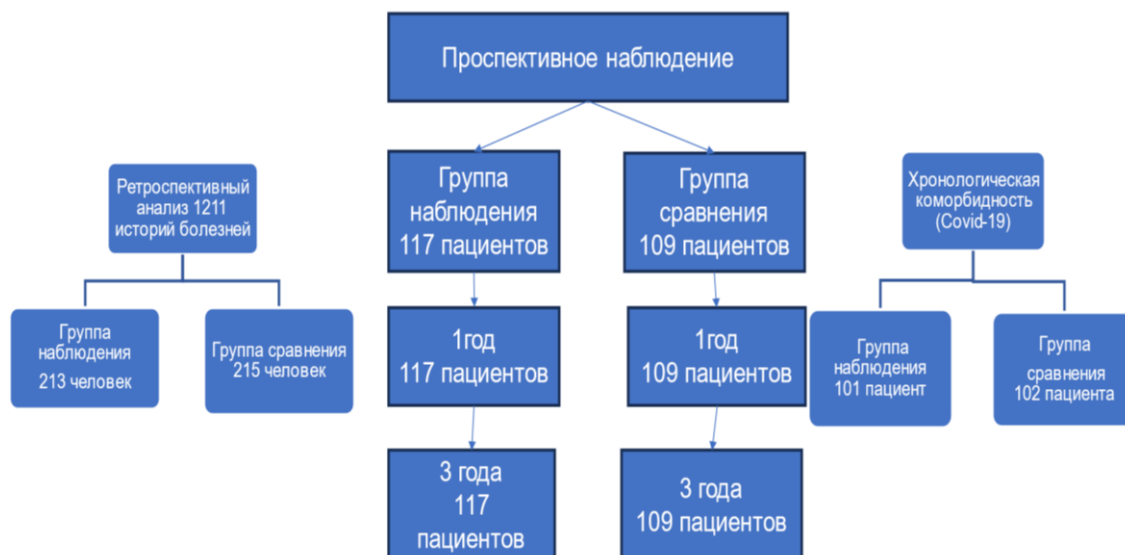 Проспективное наблюдение
Ретроспективный
анализ 1211
историй болезней
Группа
наблюдения
213 человек
Группа сравнения
215 человек
Группа
наблюдения
117 пациентов
1год
117 пациентов
3 года
117
пациентов
Группа
сравнения
109 пациентов
1год
109 пациентов
3 года
109 пациентов
Хронологическая
коморбидность
(Covid-19)
Группа
наблюдения
101 пациент
Группа
сравнения
102 пациента